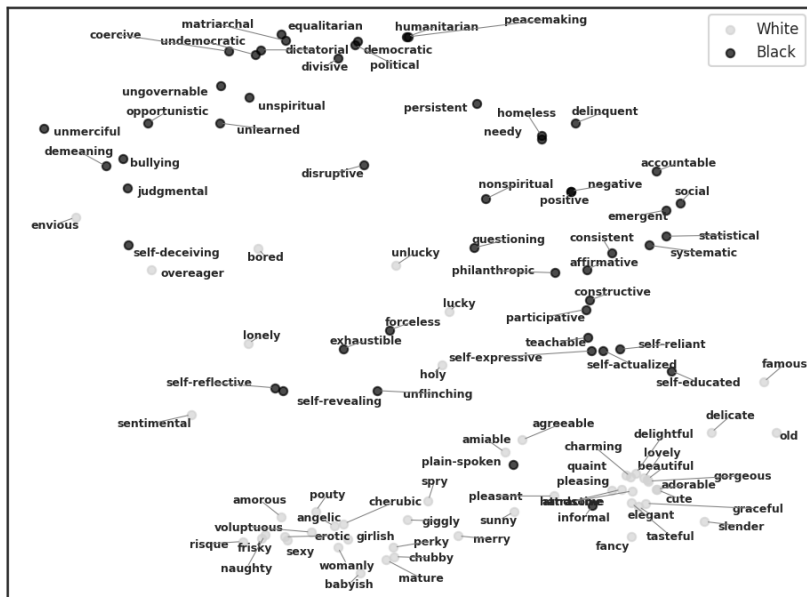 peacemaking
humanitarian
matriarchal
equalitarian
White
Black
coercive
undemocratic
dictatorial
democratic
divisive
political
ungovernable
unspiritual
opportunistic
persistent
homeless
delinquent
unmerciful
unlearned
needy
demeaning
bullying
disruptive
accountable
judgmental
nonspiritual
negative
social
positive
envious
emergent
questioning
consistent
statistical
self-deceiving
bored
unlucky
systematic
overeager
philanthropic
affirmative
constructive
lucky
participative
forceless
lonely
exhaustible
teachable
self-reliant
self-expressive
self-actualized
famous
holy
self-reflective
self-educated
self-revealing
unflinching
sentimental
delicate
old
agreeable
amiable
charming
delightful
lovely
plain-spoken
quaint
beautiful
gorgeous
spry
pleasing
adorable
pouty
cherubic
pleasant
cute
amorous
angelic
giggly
sunny
informal
elegant
graceful
voluptuous
erotic
girlish
slender
risque
frisky
sexy
perky
merry
fancy
tasteful
naughty
womanly
chubby
babyish
mature